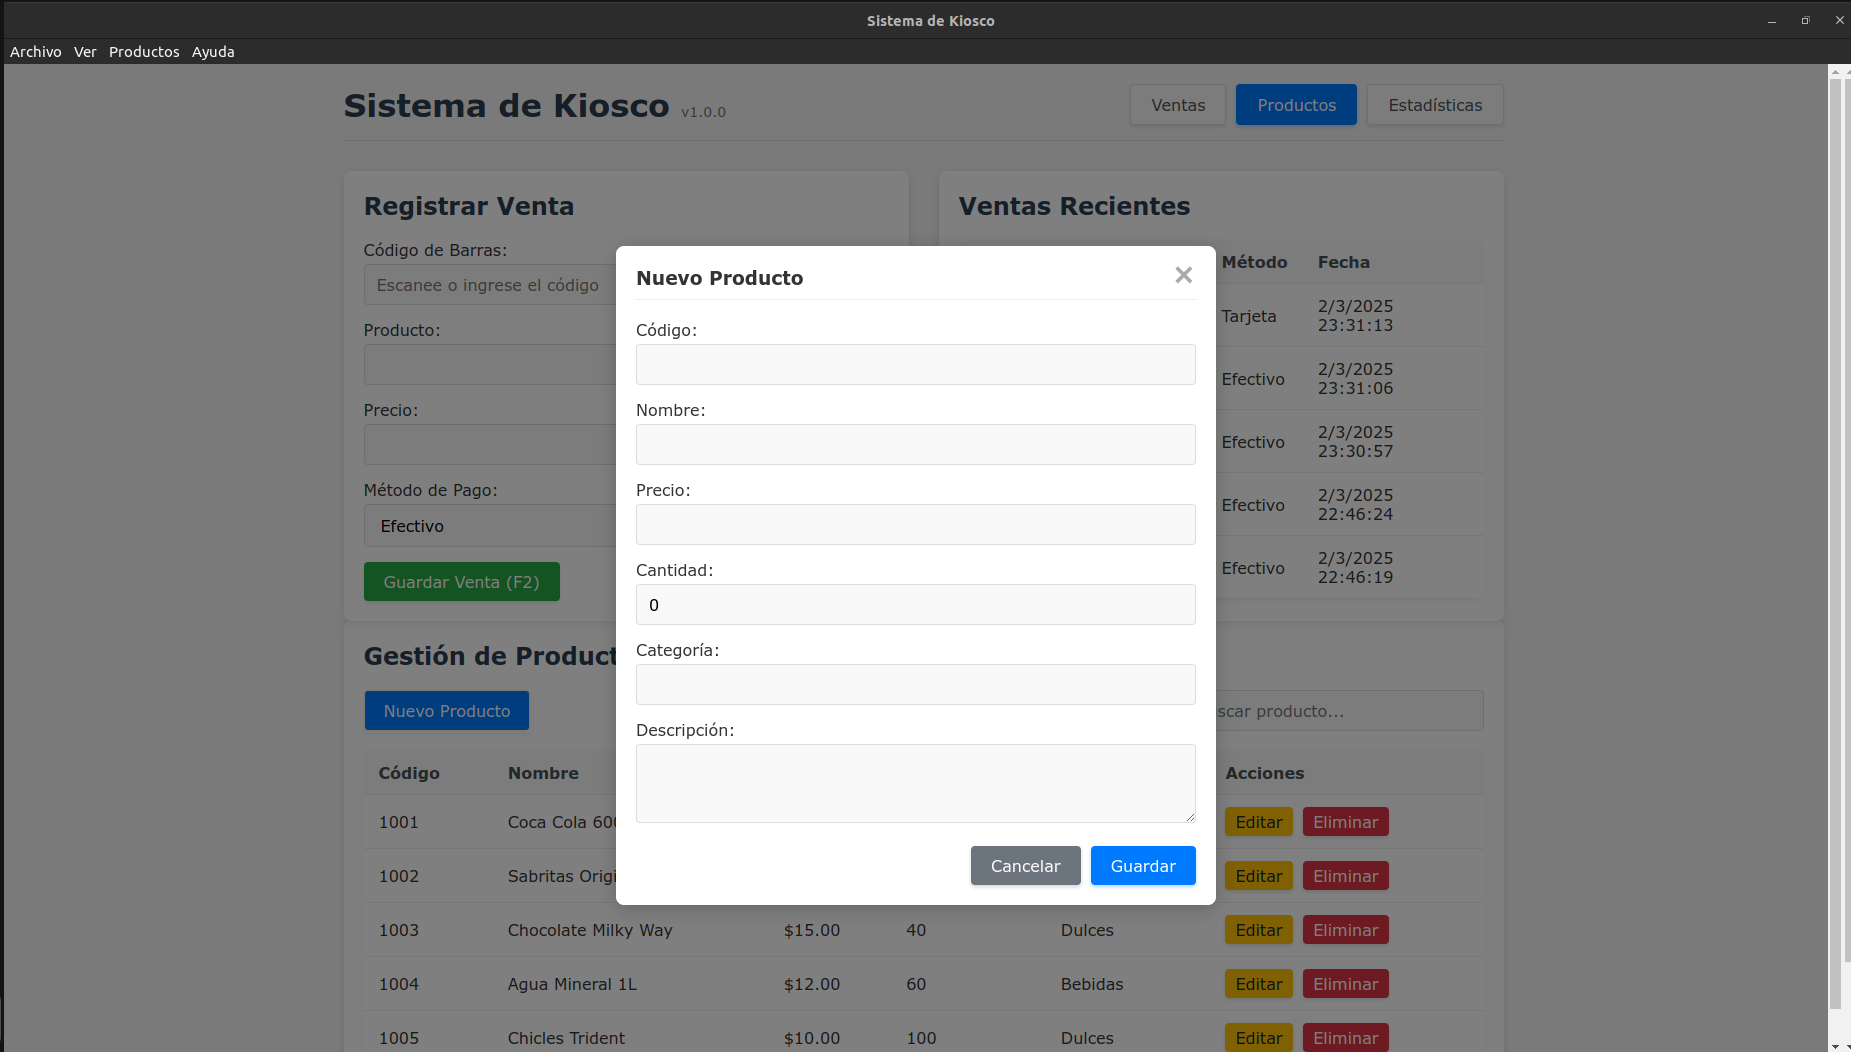 Sistema de Kiosco
Archivo Ver Productos Ayuda
Sistema de Kiosco v1.0.0
Ventas Productos Estadísticas
Registrar Venta
Código de Barras:
Escanee o ingrese el código
Producto:
Precio:
Método de Pago:
Efectivo
Guardar Venta (F2)
Ventas Recientes
Método Fecha
Tarjeta 2/3/2025
23:31:13
Efectivo 2/3/2025
23:31:06
Efectivo 2/3/2025
23:30:57
Efectivo 2/3/2025
22:46:24
Efectivo 2/3/2025
22:46:19
Nuevo Producto
Código:
Nombre:
Precio:
Cantidad:
0
Categoría:
Descripción:
Cancelar Guardar
Gestión de Product
Nuevo Producto
scar producto...
Código Nombre Acciones
1001 Coca Cola 600 Editar Eliminar
1002 Sabritas Origi Editar Eliminar
1003 Chocolate Milky Way $15.00 40 Dulces Editar Eliminar
1004 Agua Mineral 1L $12.00 60 Bebidas Editar Eliminar
1005 Chicles Trident $10.00 100 Dulces Editar Eliminar